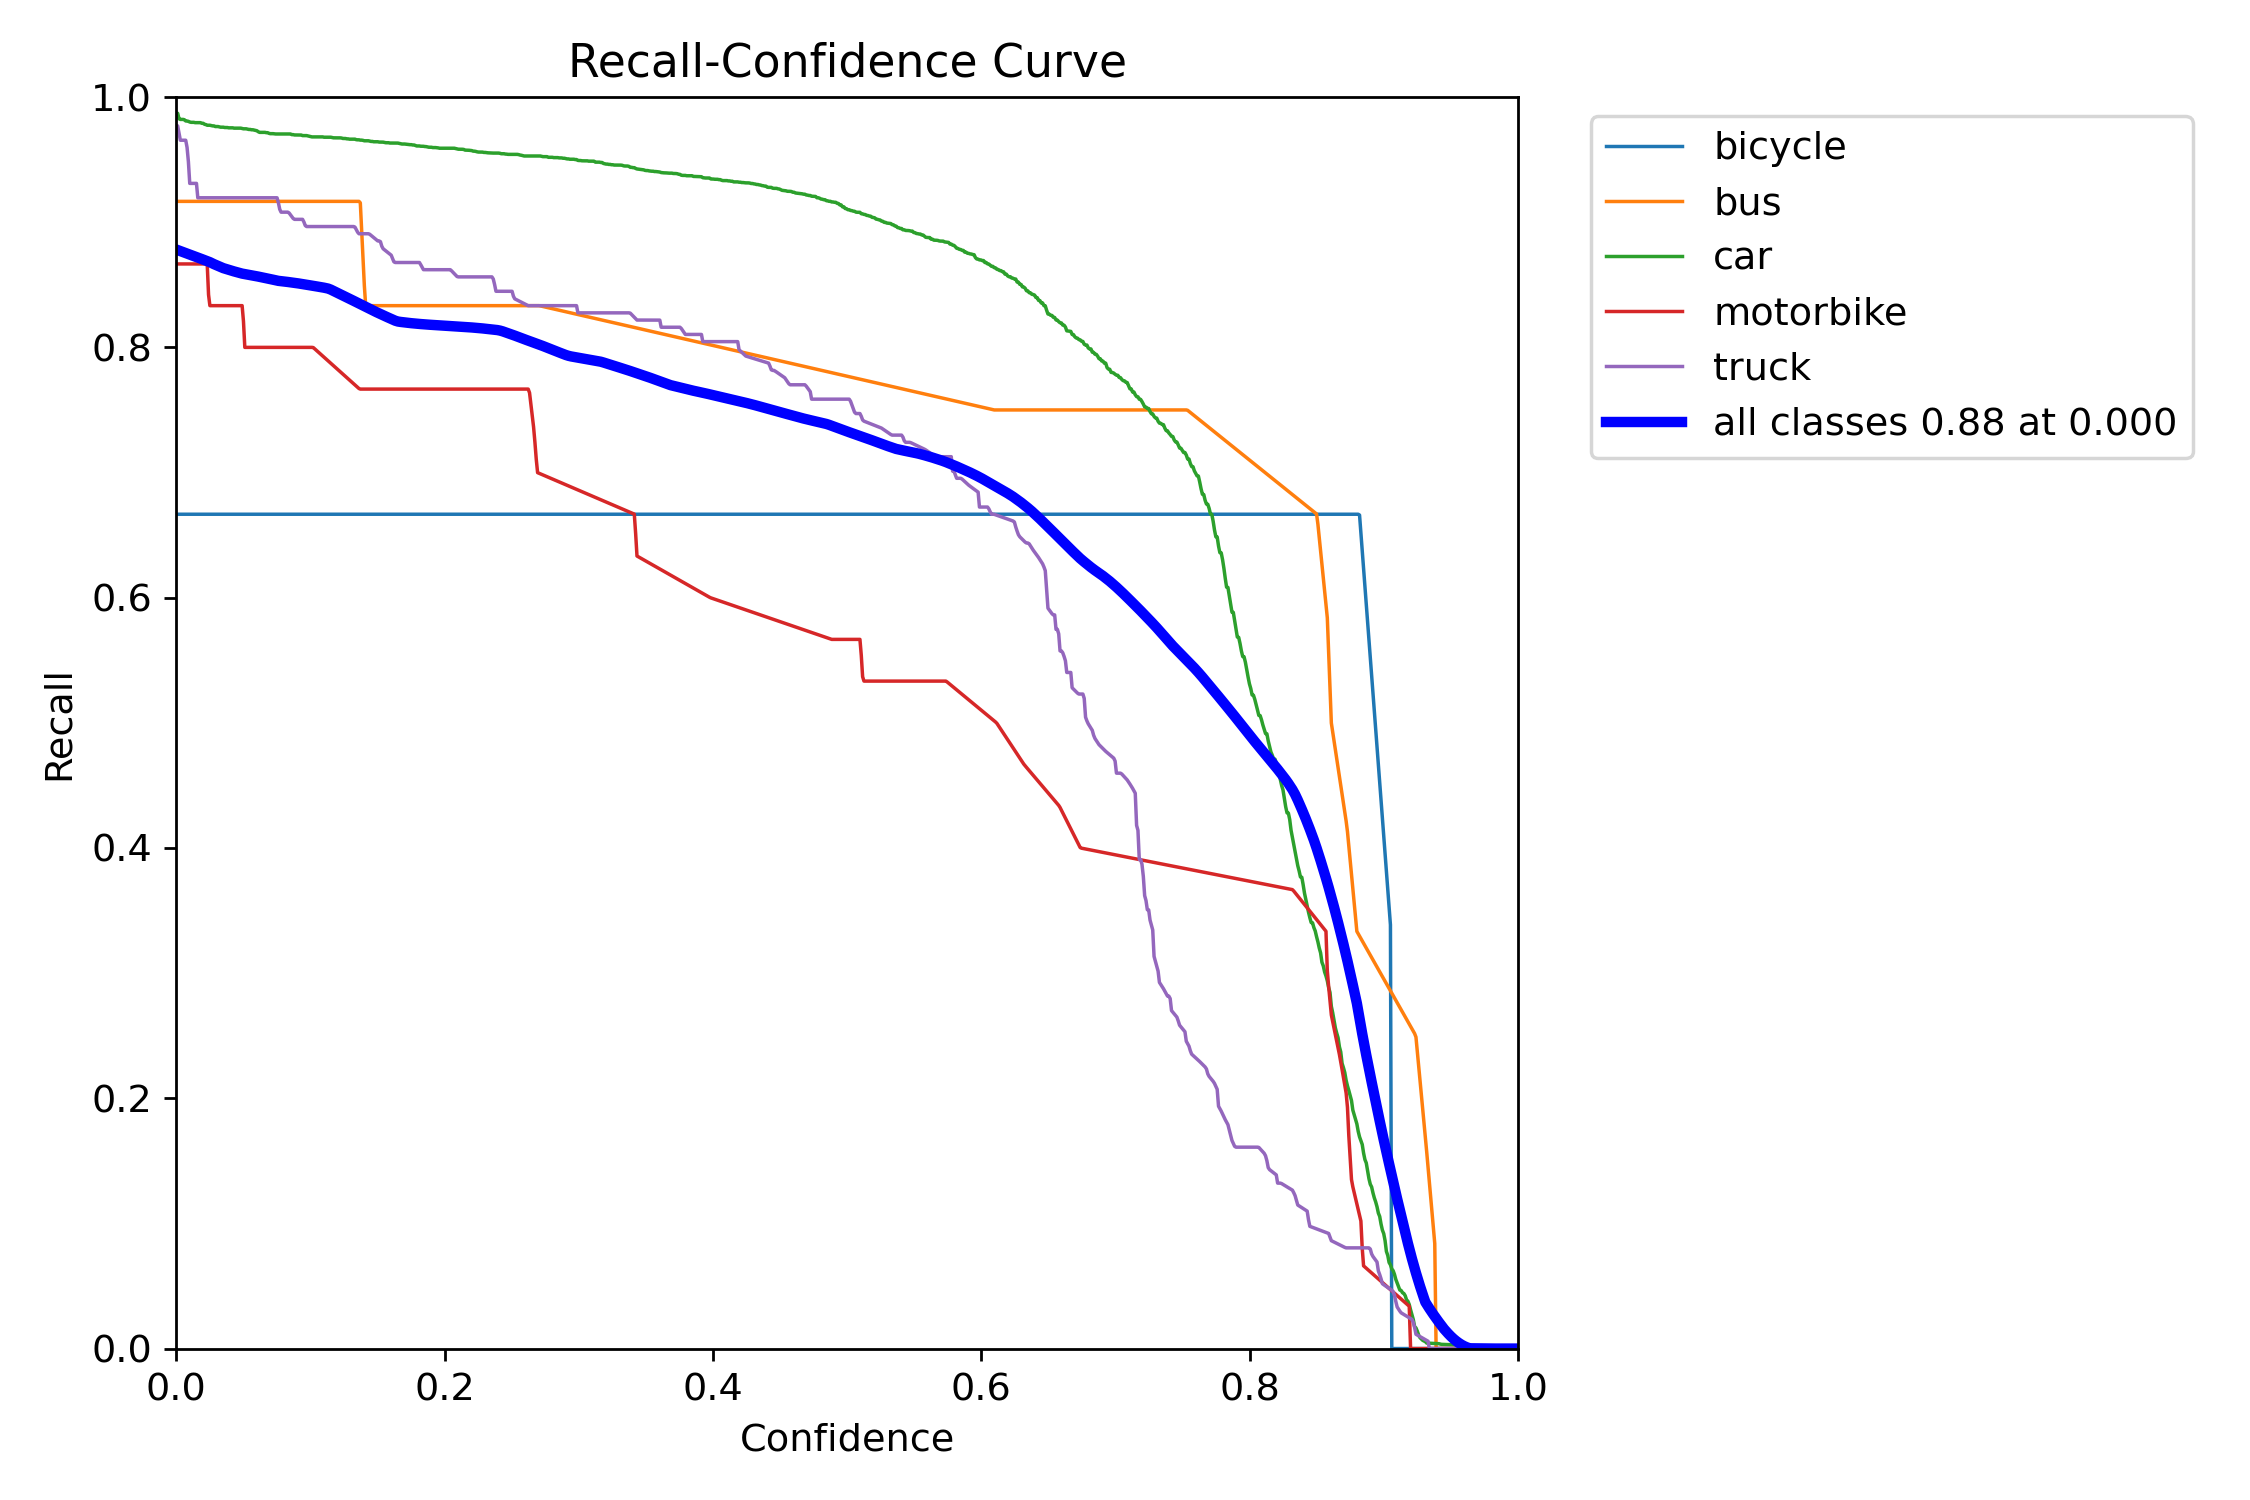 Recall-Confidence Curve
1.0
0.8
0.6
0.4
0.2
0.0
Recall
0.0 0.2 0.4 0.6 0.8 1.0
Confidence
bicycle
bus
car
motorbike
truck
all classes 0.88 at 0.000